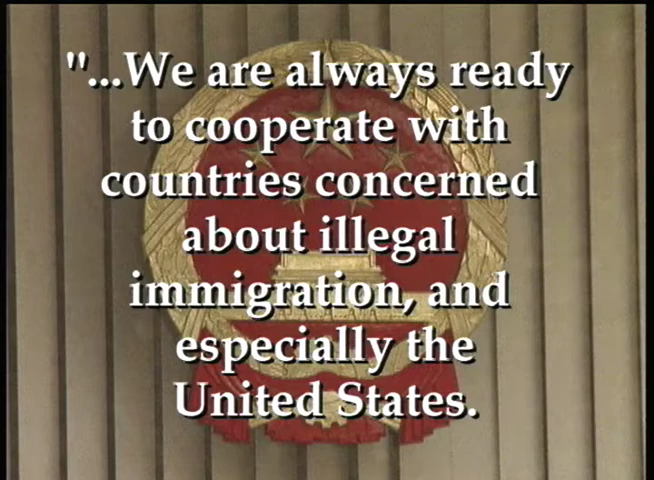 "...We are always ready
to cooperate with
countries concerned
about illegal
immigration, and
especially the
United States.